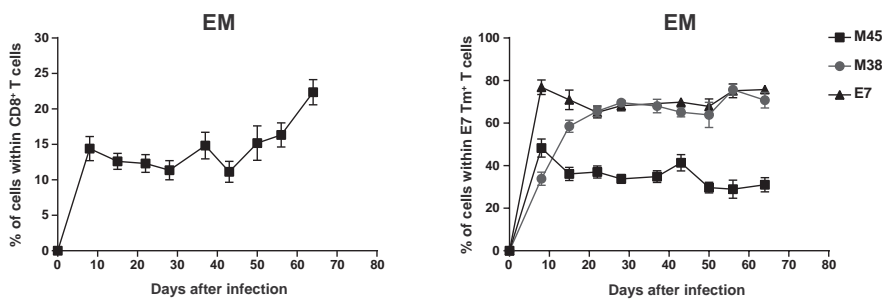 EM
% of cells within CD8⁺ T cells
30
25
20
15
10
5
0
0 10 20 30 40 50 60 70 80
Days after infection
EM
% of cells within E7 Tm⁺ T cells
100
80
60
40
20
0
0 10 20 30 40 50 60 70 80
Days after infection
M45
M38
E7